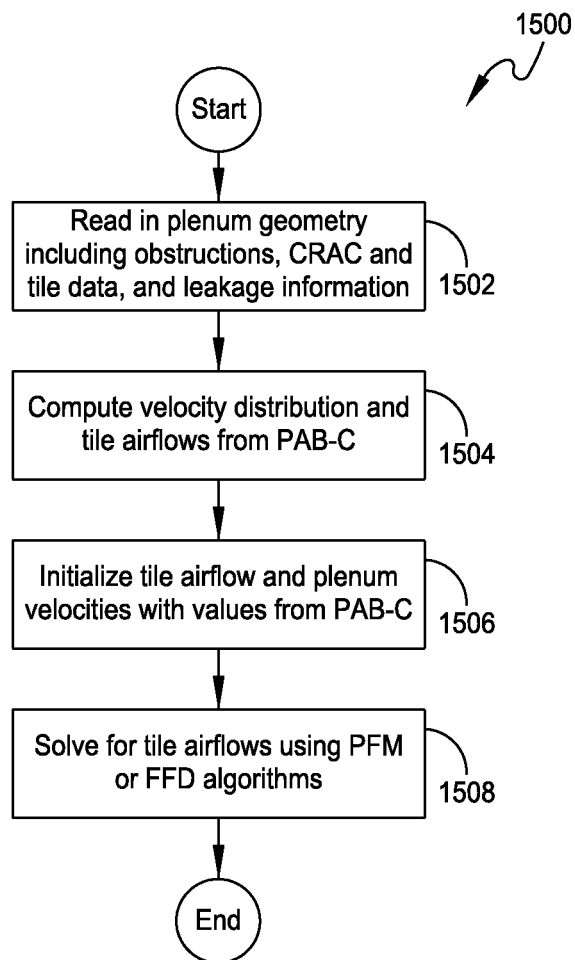 1500
Start
Read in plenum geometry
including obstructions, CRAC and
tile data, and leakage information
1502
Compute velocity distribution and
tile airflows from PAB-C
1504
Initialize tile airflow and plenum
velocities with values from PAB-C
1506
Solve for tile airflows using PFM
or FFD algorithms
1508
End